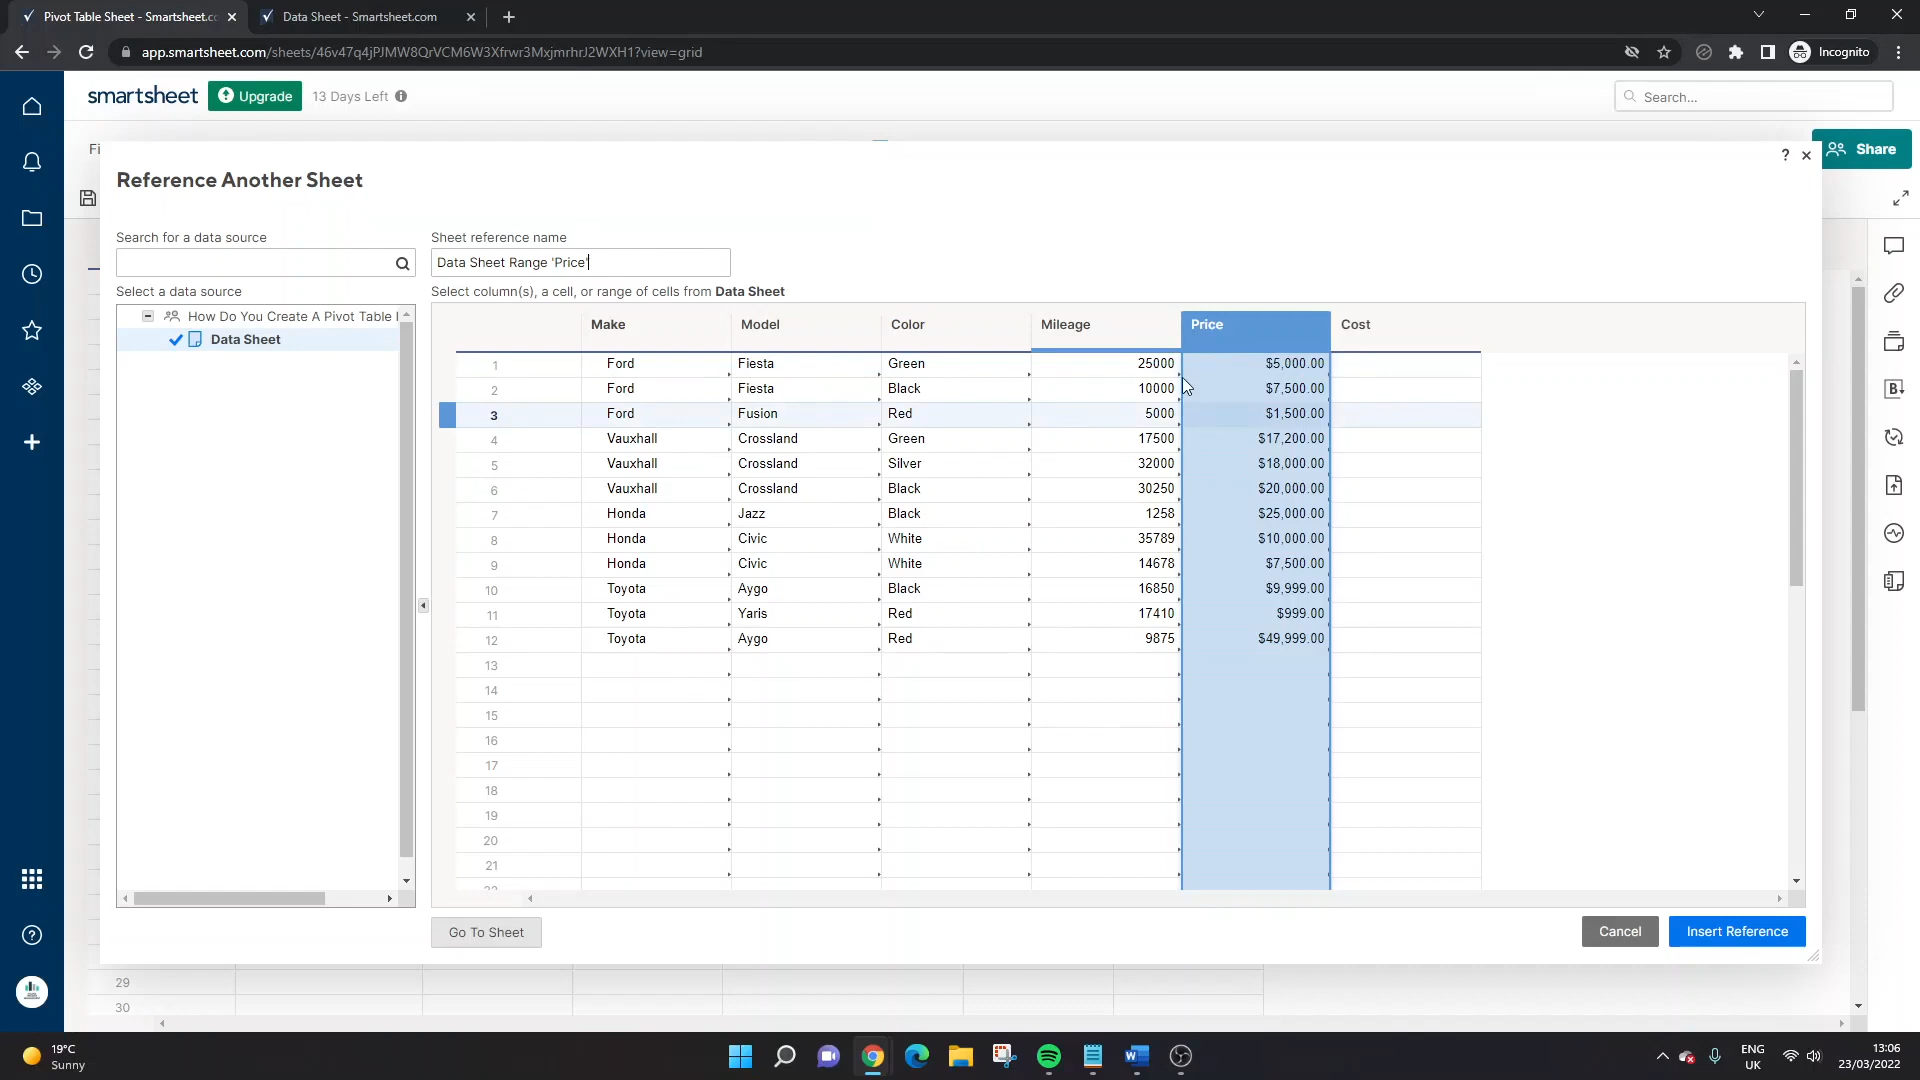 Pivot Table Sheet - Smartsheet.cc
Data Sheet - Smartsheet.com
app.smartsheet.com/sheets/46v47q4jPJMW8QrVCM6W3Xfrwr3MxjmrhrJ2WXH1?view=grid
Incognito
smartsheet
Upgrade
13 Days Left
Search...
Fi
Share
Reference Another Sheet
?
Search for a data source
Sheet reference name
Data Sheet Range 'Price'
Select a data source
Select column(s), a cell, or range of cells from Data Sheet
How Do You Create A Pivot Table I
Data Sheet
Make Model Color Mileage Price Cost
1 Ford Fiesta Green 25000 $5,000.00
2 Ford Fiesta Black 10000 $7,500.00
3 Ford Fusion Red 5000 $1,500.00
4 Vauxhall Crossland Green 17500 $17,200.00
5 Vauxhall Crossland Silver 32000 $18,000.00
6 Vauxhall Crossland Black 30250 $20,000.00
7 Honda Jazz Black 1258 $25,000.00
8 Honda Civic White 35789 $10,000.00
9 Honda Civic White 14678 $7,500.00
10 Toyota Aygo Black 16850 $9,999.00
11 Toyota Yaris Red 17410 $999.00
12 Toyota Aygo Red 9875 $49,999.00
13
14
15
16
17
18
19
20
21
22
Go To Sheet
Cancel
Insert Reference
29
30
19°C
Sunny
ENG
UK
13:06
23/03/2022